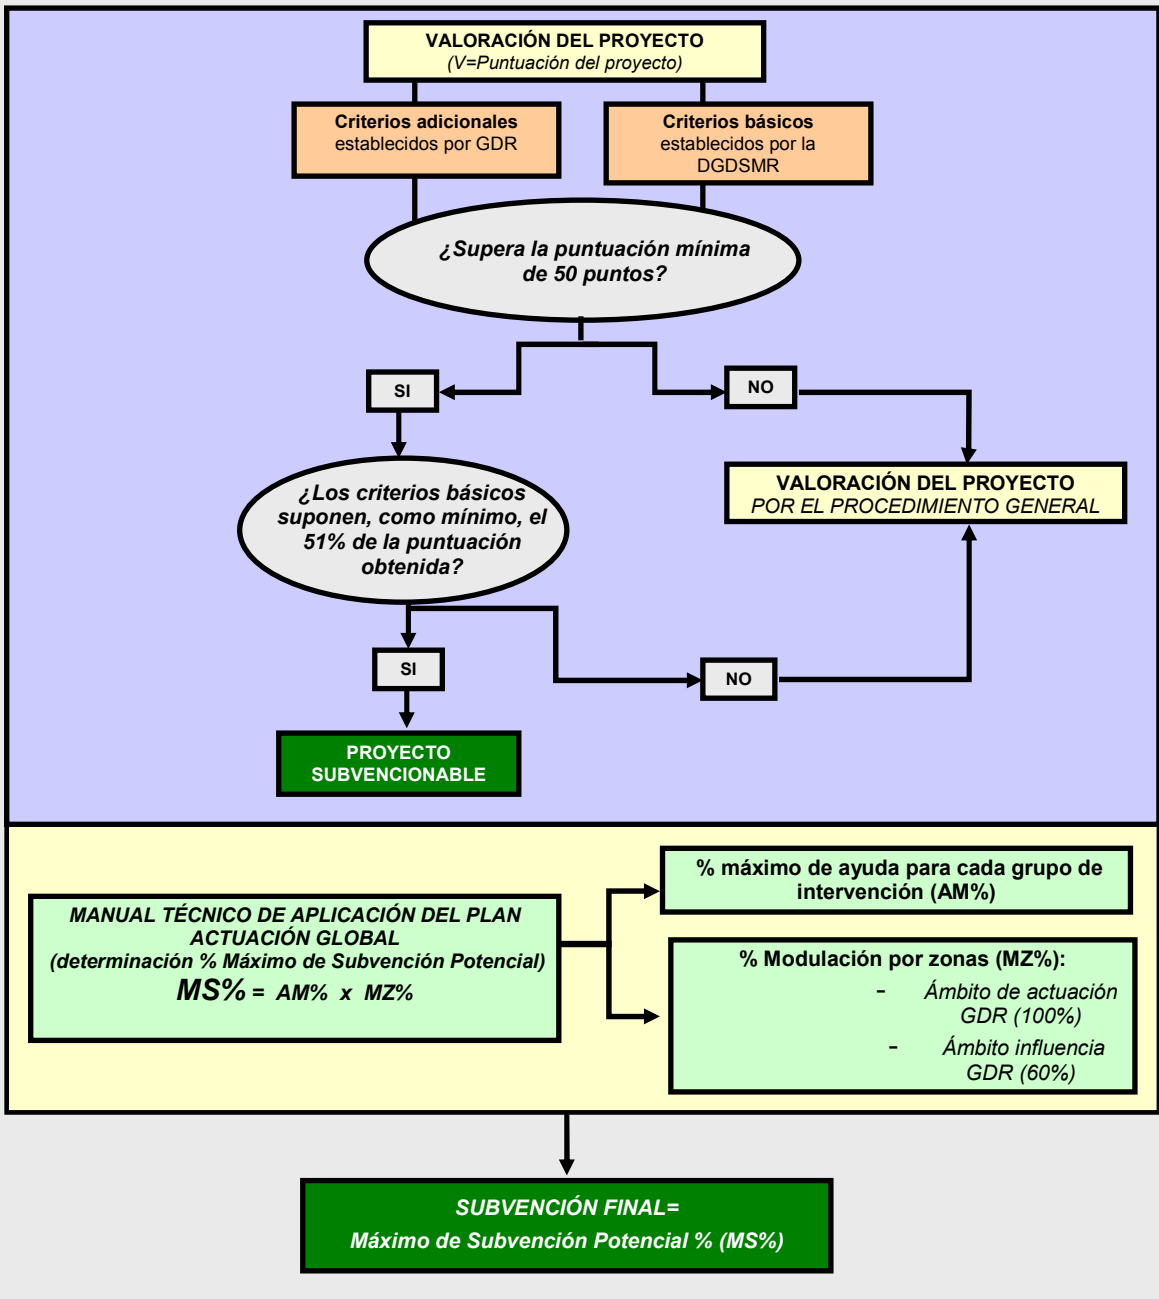 VALORACIÓN DEL PROYECTO
(V=Puntuación del proyecto)
Criterios adicionales
establecidos por GDR
Criterios básicos
establecidos por la
DGDSMR
¿Supera la puntuación mínima
de 50 puntos?
SI
NO
¿Los criterios básicos
suponen, como mínimo, el
51% de la puntuación
obtenida?
VALORACIÓN DEL PROYECTO
POR EL PROCEDIMIENTO GENERAL
SI
NO
PROYECTO
SUBVENCIONABLE
MANUAL TÉCNICO DE APLICACIÓN DEL PLAN
ACTUACIÓN GLOBAL
(determinación % Máximo de Subvención Potencial)
MS% = AM% x MZ%
% máximo de ayuda para cada grupo de
intervención (AM%)
% Modulación por zonas (MZ%):
- Ámbito de actuación
GDR (100%)
- Ámbito influencia
GDR (60%)
SUBVENCIÓN FINAL=
Máximo de Subvención Potencial % (MS%)